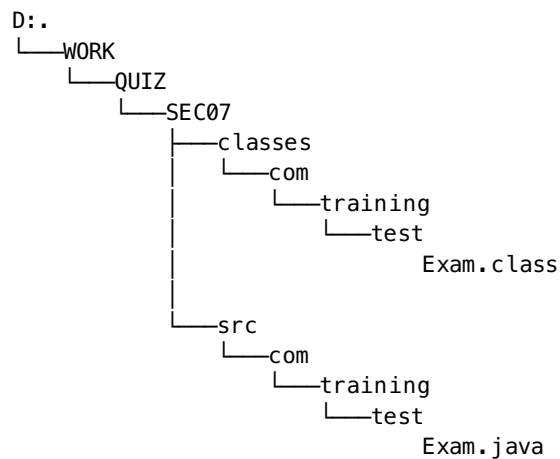 D:.
└───WORK
    └───QUIZ
        └───SEC07
            ├───classes
            │   └───com
            │       └───training
            │           └───test
            │                   Exam.class
            │
            └───src
                └───com
                    └───training
                        └───test
                                Exam.java